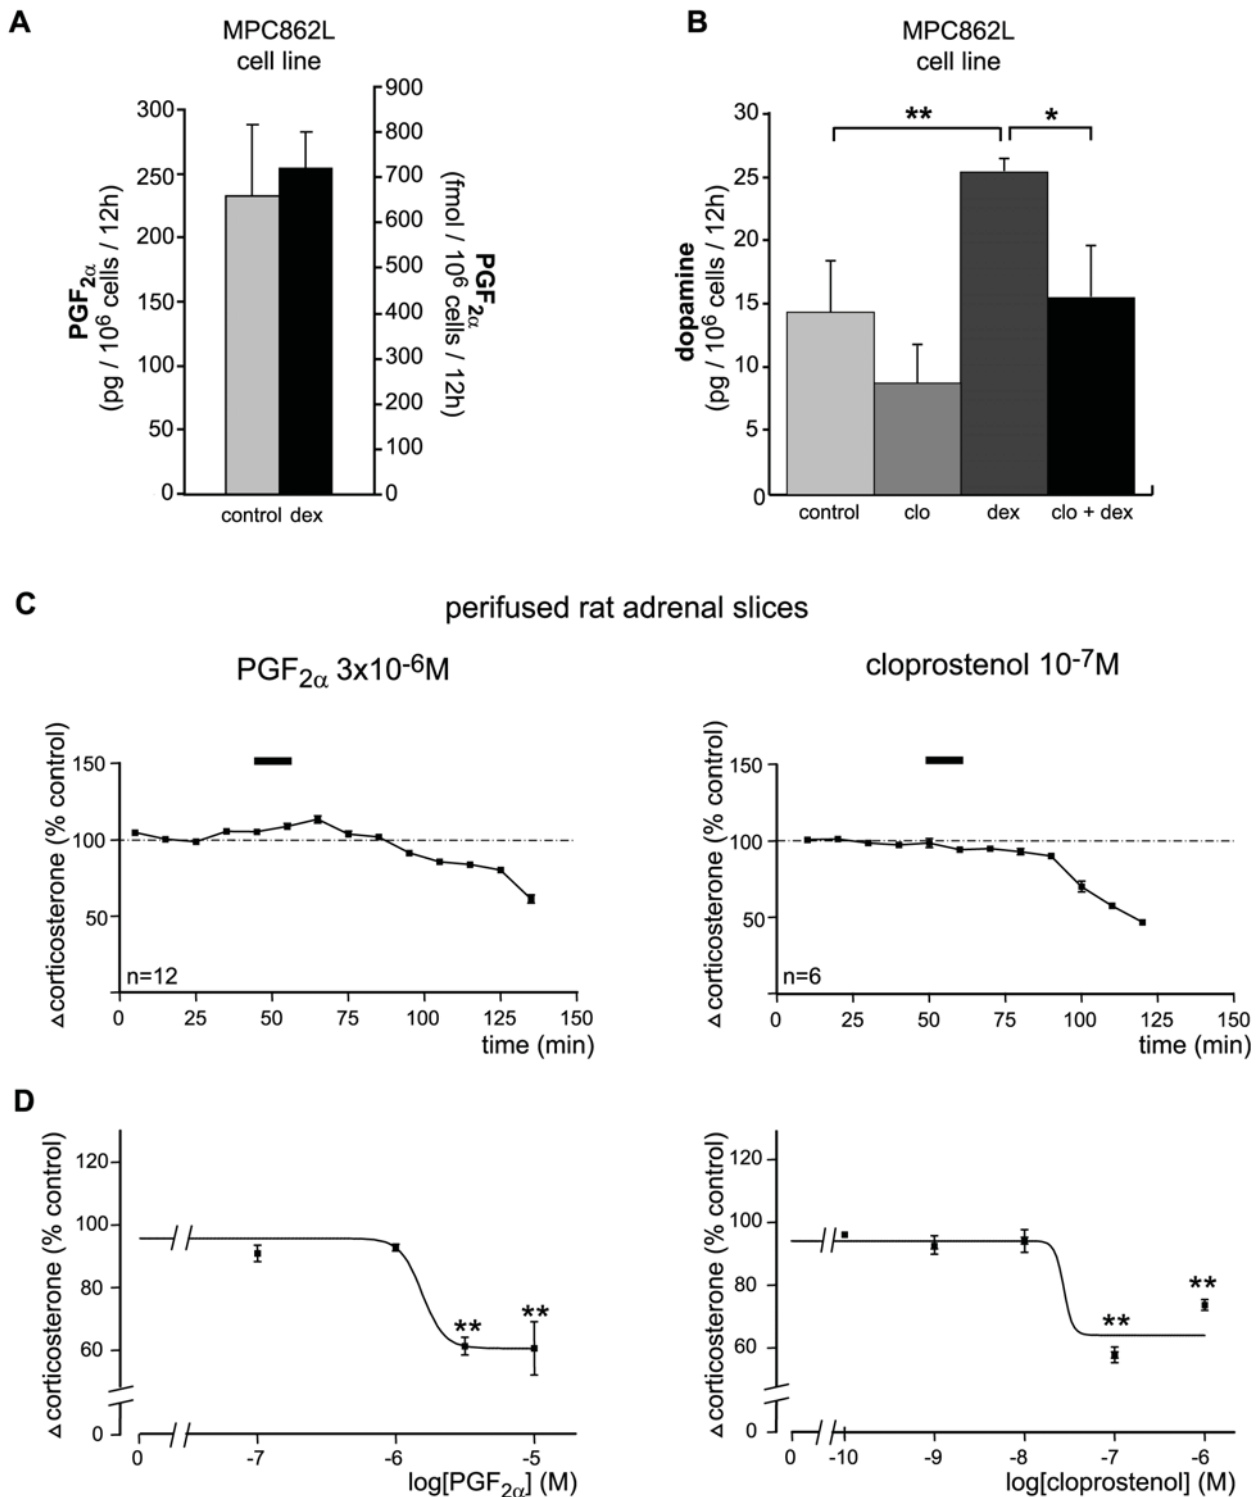 A
MPC862L
cell line
300
250
200
150
100
50
0
PGF2α
(pg / 10⁶ cells / 12h)
900
800
700
600
500
400
300
200
100
0
PGF2α
(fmol / 10⁶ cells / 12h)
control dex
B
MPC862L
cell line
** *
30
25
20
15
10
5
0
dopamine
(pg / 10⁶ cells / 12h)
control clo dex clo + dex
C
perifused rat adrenal slices
PGF2α 3x10⁻⁶M
Δcorticosterone (% control)
150
100
50
n=12
0 25 50 75 100 125 150
time (min)
cloprostenol 10⁻⁷M
Δcorticosterone (% control)
150
100
50
n=6
0 25 50 75 100 125 150
time (min)
D
Δcorticosterone (% control)
120
100
80
60
0
** **
0 -7 -6 -5
log[PGF2α] (M)
Δcorticosterone (% control)
120
100
80
60
0
** **
0 -10 -9 -8 -7 -6
log[cloprostenol] (M)